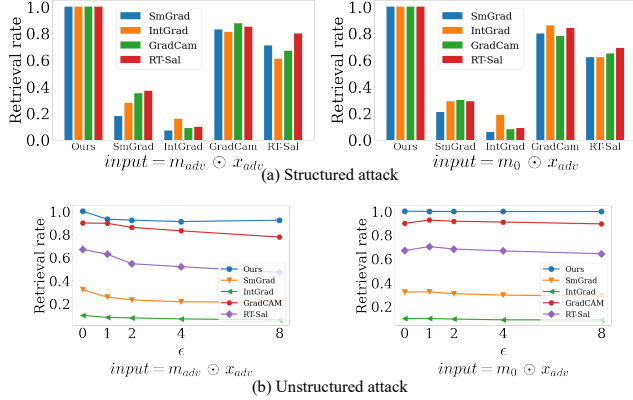 1.0
0.8
0.6
0.4
0.2
0.0
Retrieval rate
SmGrad
IntGrad
GradCam
RT-Sal
Ours SmGrad IntGrad GradCam RT-Sal
input = m_adv ⊙ x_adv
1.0
0.8
0.6
0.4
0.2
0.0
Retrieval rate
SmGrad
IntGrad
GradCam
RT-Sal
Ours SmGrad IntGrad GradCam RT-Sal
input = m_0 ⊙ x_adv
(a) Structured attack
1.0
0.8
0.6
0.4
0.2
Retrieval rate
Ours
SmGrad
IntGrad
GradCAM
RT-Sal
0 1 2 4 8
ϵ
input = m_adv ⊙ x_adv
1.0
0.8
0.6
0.4
0.2
Retrieval rate
Ours
SmGrad
IntGrad
GradCAM
RT-Sal
0 1 2 4 8
ϵ
input = m_0 ⊙ x_adv
(b) Unstructured attack